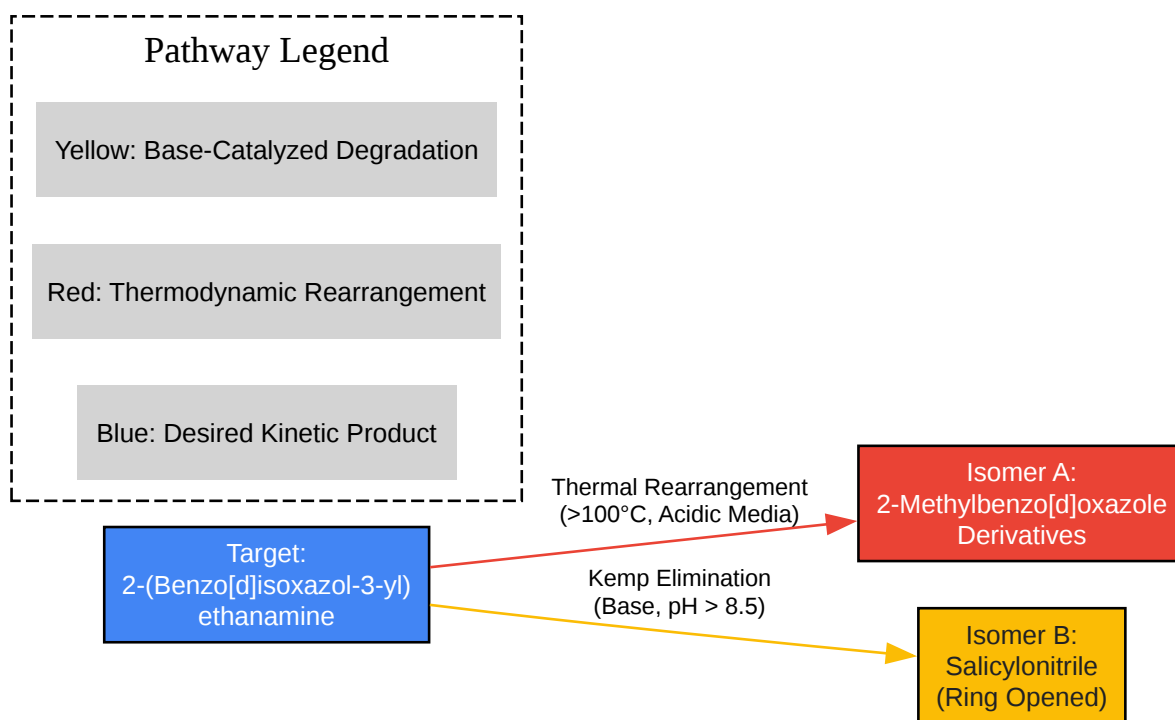 Pathway Legend
Yellow: Base-Catalyzed Degradation
Red: Thermodynamic Rearrangement
Blue: Desired Kinetic Product
Thermal Rearrangement
(>100°C, Acidic Media)
Isomer A:
2-Methylbenzo[d]oxazole
Derivatives
Target:
2-(Benzo[d]isoxazol-3-yl)
ethanamine
Kemp Elimination
(Base, pH > 8.5)
Isomer B:
Salicylonitrile
(Ring Opened)